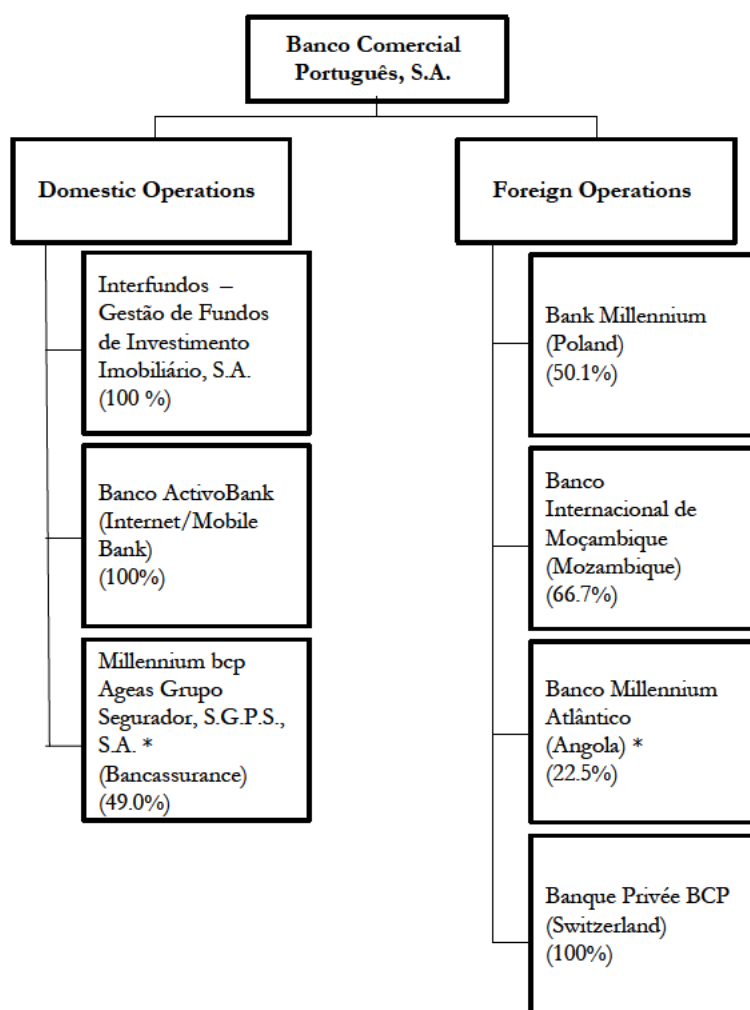 Banco Comercial
Português, S.A.
Domestic Operations
Foreign Operations
Interfundos –
Gestão de Fundos
de Investimento
Imobiliário, S.A.
(100 %)
Banco ActivoBank
(Internet/Mobile
Bank)
(100%)
Millennium bcp
Ageas Grupo
Segurador, S.G.P.S.,
S.A. *
(Bancassurance)
(49.0%)
Bank Millennium
(Poland)
(50.1%)
Banco
Internacional de
Moçambique
(Mozambique)
(66.7%)
Banco Millennium
Atlântico
(Angola) *
(22.5%)
Banque Privée BCP
(Switzerland)
(100%)